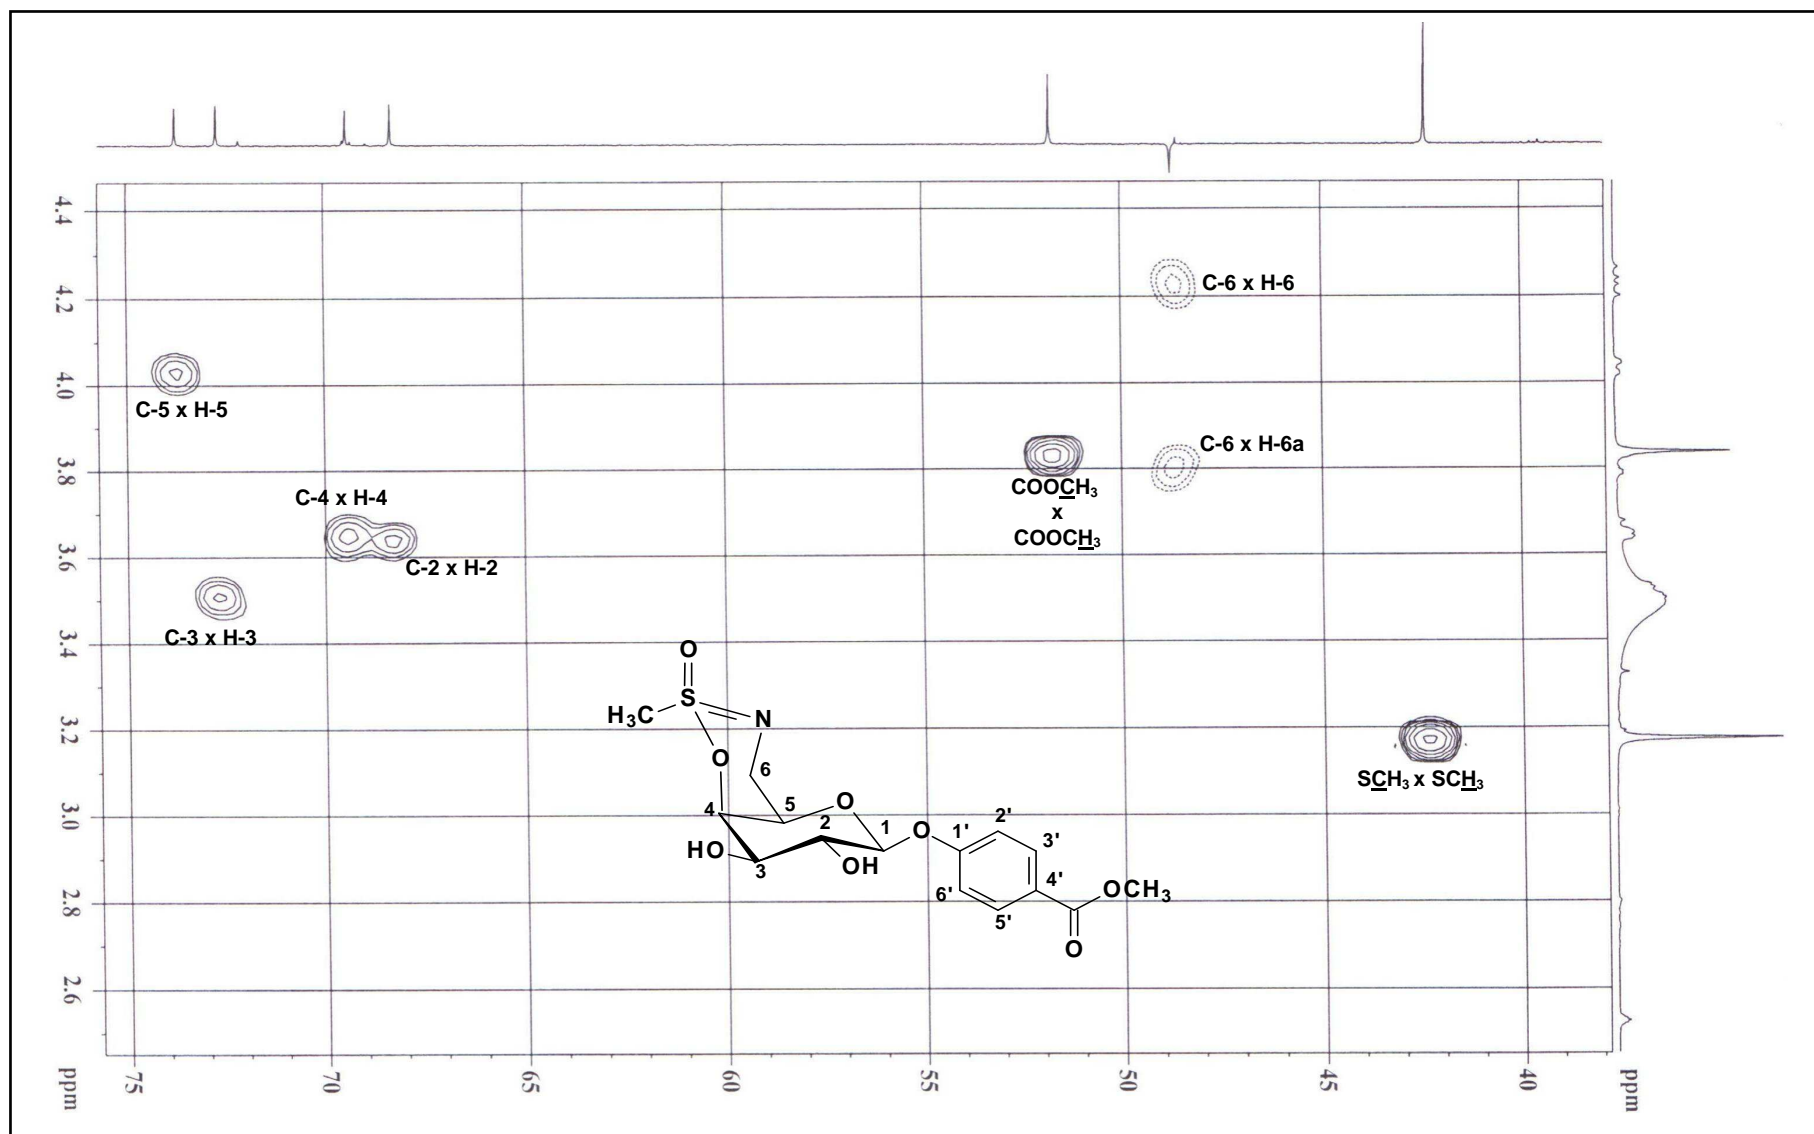 4.4
4.2
4.0
3.8
3.6
3.4
3.2
3.0
2.8
2.6
ppm
75
70
65
60
55
50
45
40
ppm
C-6 x H-6
C-5 x H-5
C-6 x H-6a
COOCH3
x
COOCH3
C-4 x H-4
C-2 x H-2
C-3 x H-3
SCH3 x SCH3
O
S
H3C
N
O
6
4
5
O
2
1
O
1'
2'
3'
HO
3
OH
6'
4'
5'
OCH3
O